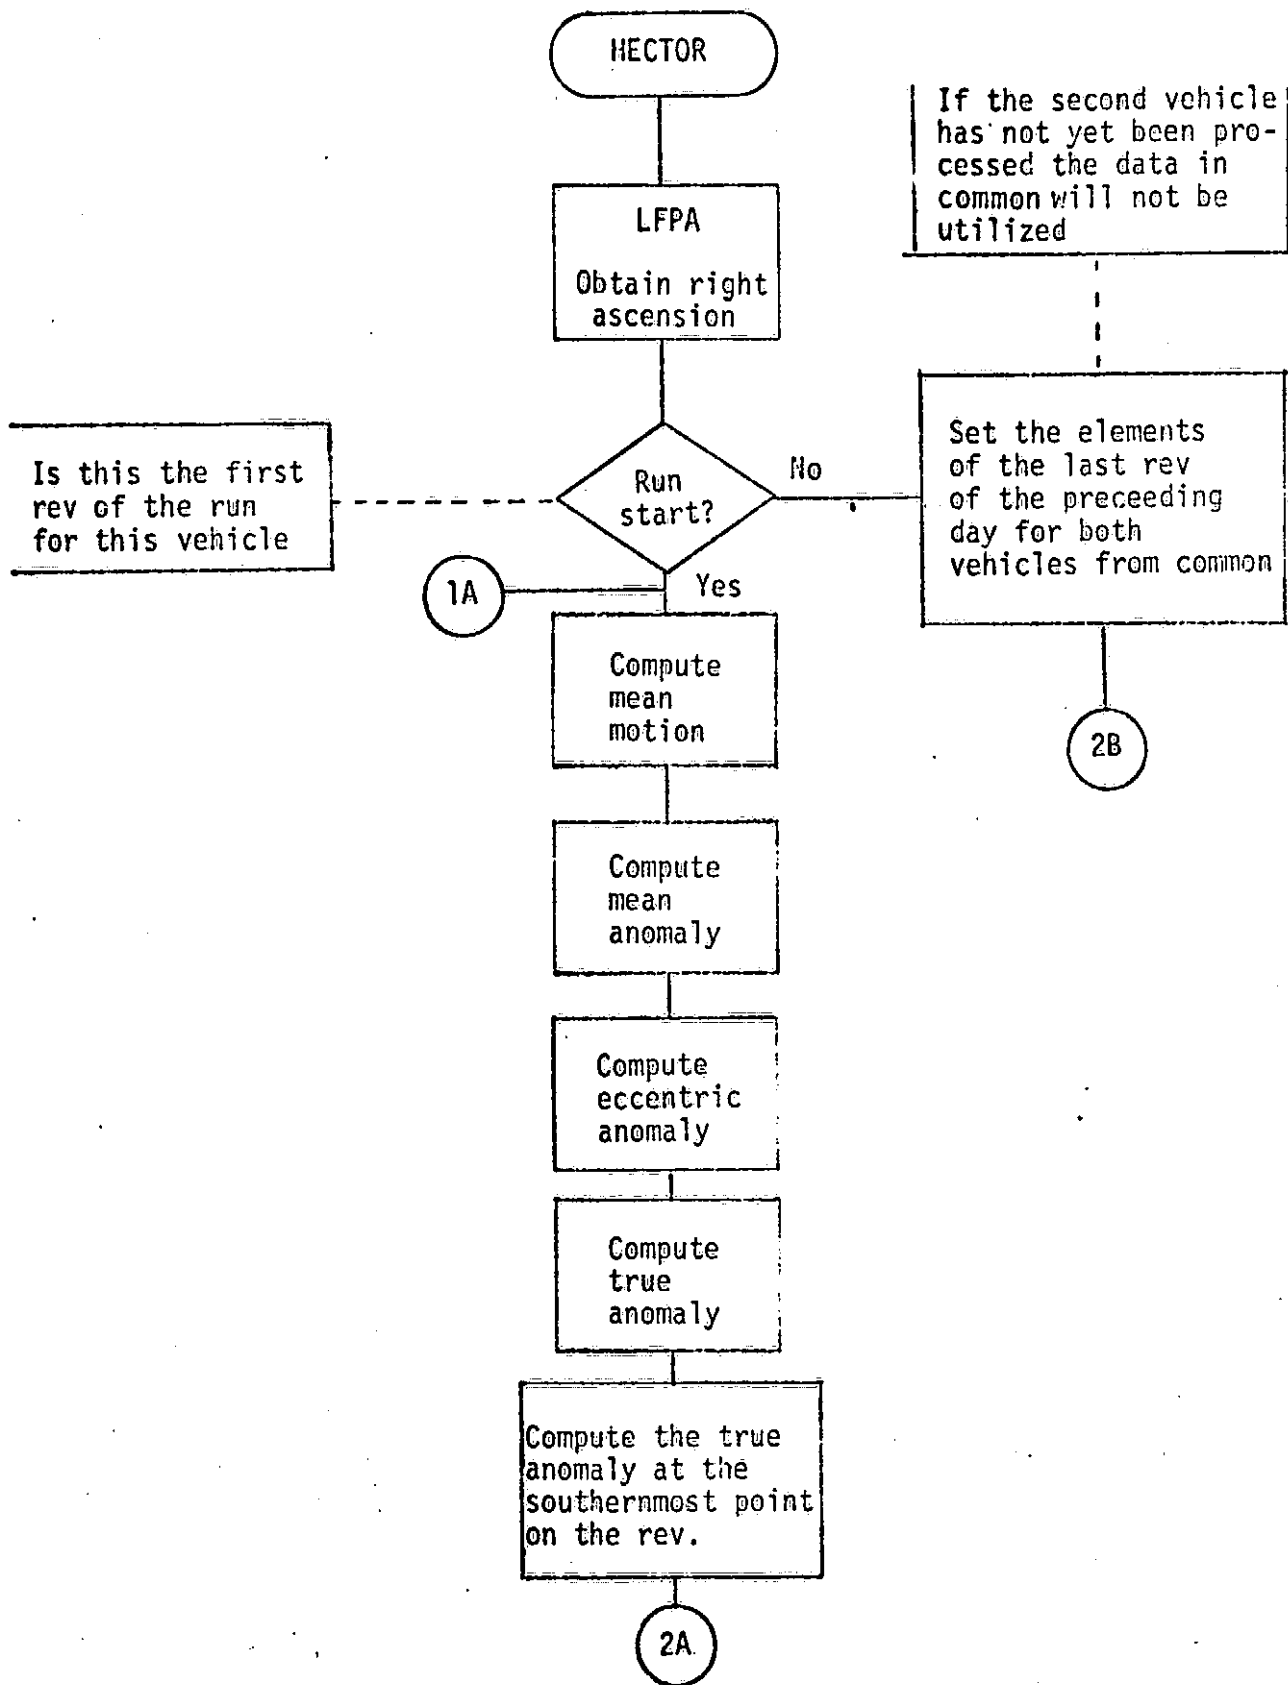 HECTOR
If the second vehicle
has not yet been pro-
cessed the data in
common will not be
utilized
LFPA
Obtain right
ascension
Is this the first
rev of the run
for this vehicle
Run
start?
No
Set the elements
of the last rev
of the preceeding
day for both
vehicles from common
1A
Yes
Compute
mean
motion
2B
Compute
mean
anomaly
Compute
eccentric
anomaly
Compute
true
anomaly
Compute the true
anomaly at the
southernmost point
on the rev.
2A